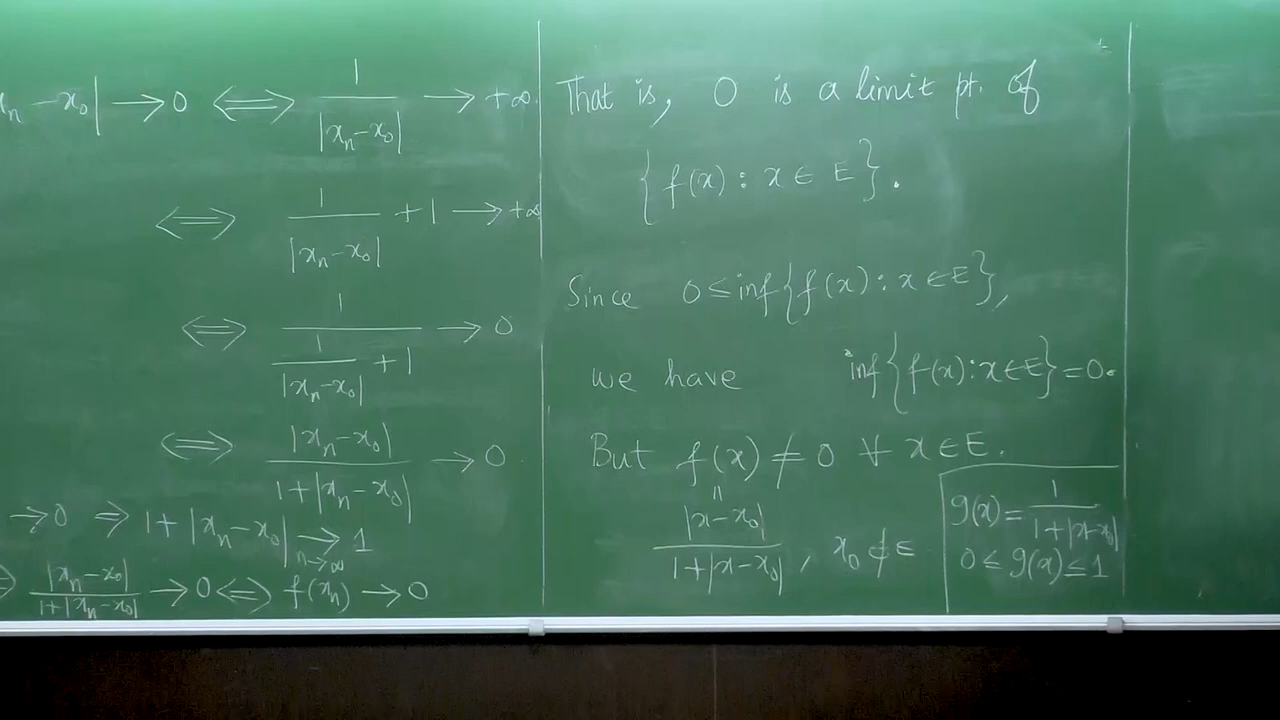 x_n - x_0| → 0 ⟺ 1/|x_n - x_0| → +∞.
⟺ 1/|x_n - x_0| + 1 → +∞
⟺ 1/(1/|x_n - x_0| + 1) → 0
⟺ |x_n - x_0|/(1 + |x_n - x_0|) → 0
→ 0 ⇒ 1 + |x_n - x_0| →_{n→∞} 1
|x_n - x_0|/(1 + |x_n - x_0|) → 0 ⟺ f(x_n) → 0
That is, 0 is a limit pt. of
{f(x) : x ∈ E}.
Since 0 ≤ inf{f(x) : x ∈ E},
we have inf{f(x) : x ∈ E} = 0.
But f(x) ≠ 0 ∀ x ∈ E.
=
|x - x_0|/(1 + |x - x_0|), x_0 ∉ E
g(x) = 1/(1 + |x - x_0|)
0 ≤ g(x) ≤ 1